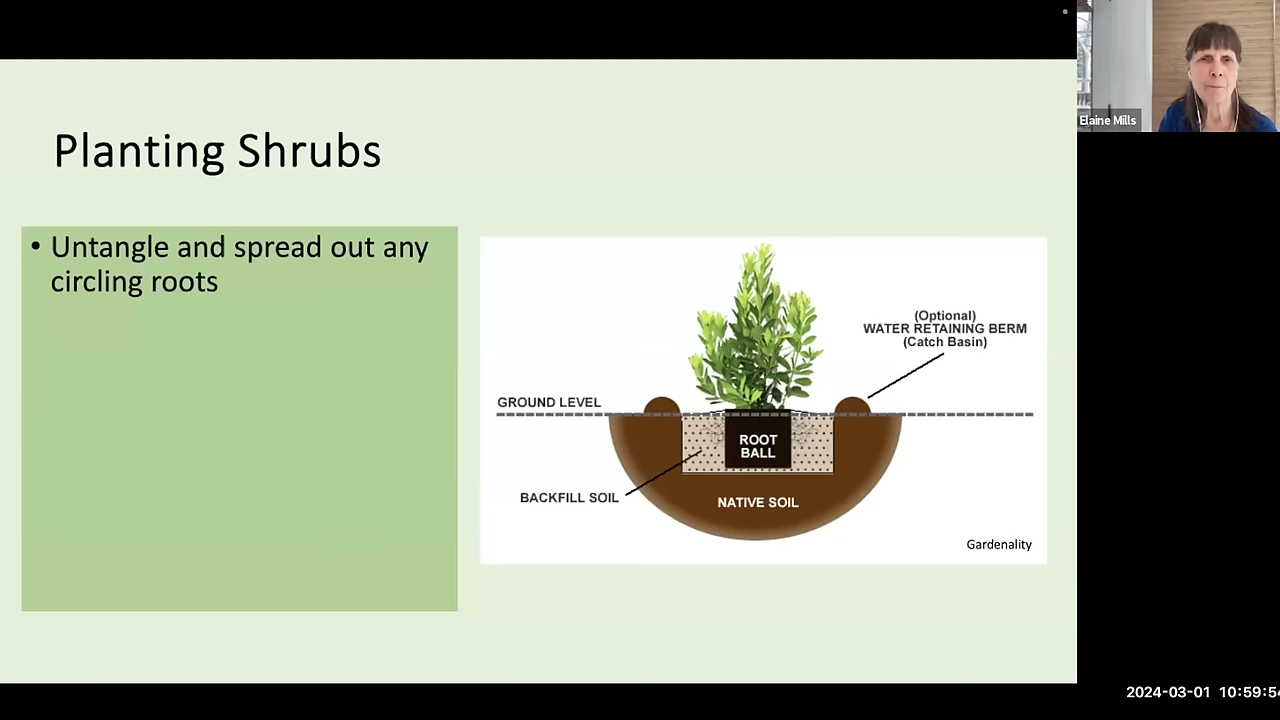 Elaine Mills
Planting Shrubs
• Untangle and spread out any
circling roots
(Optional)
WATER RETAINING BERM
(Catch Basin)
GROUND LEVEL
ROOT
BALL
BACKFILL SOIL
NATIVE SOIL
Gardenality
2024-03-01 10:59:54